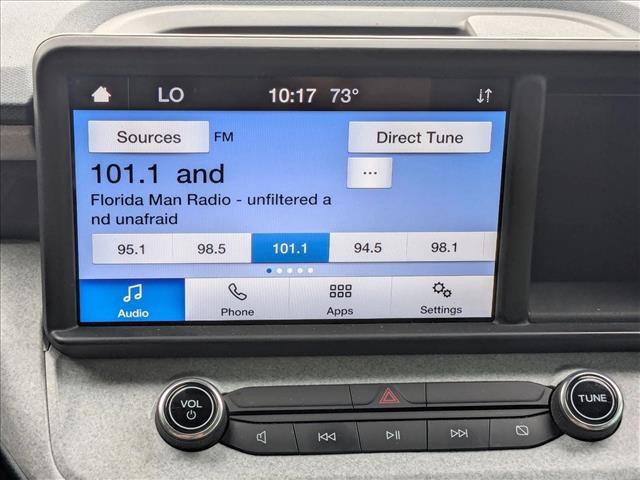 LO 10:17 73°
Sources FM Direct Tune
101.1 and ...
Florida Man Radio - unfiltered a
nd unafraid
95.1 98.5 101.1 94.5 98.1
Audio Phone Apps Settings
VOL TUNE